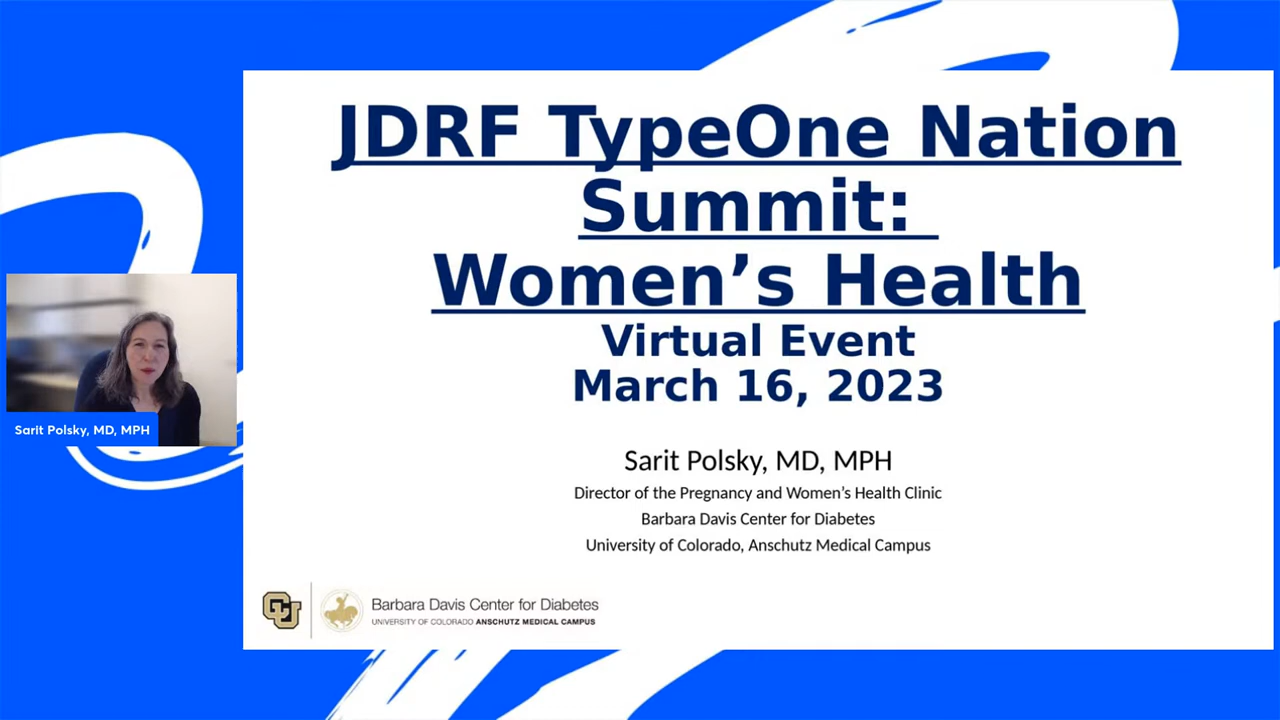 JDRF TypeOne Nation
Summit:
Women’s Health
Virtual Event
March 16, 2023
Sarit Polsky, MD, MPH
Sarit Polsky, MD, MPH
Director of the Pregnancy and Women’s Health Clinic
Barbara Davis Center for Diabetes
University of Colorado, Anschutz Medical Campus
CU
Barbara Davis Center for Diabetes
UNIVERSITY OF COLORADO ANSCHUTZ MEDICAL CAMPUS